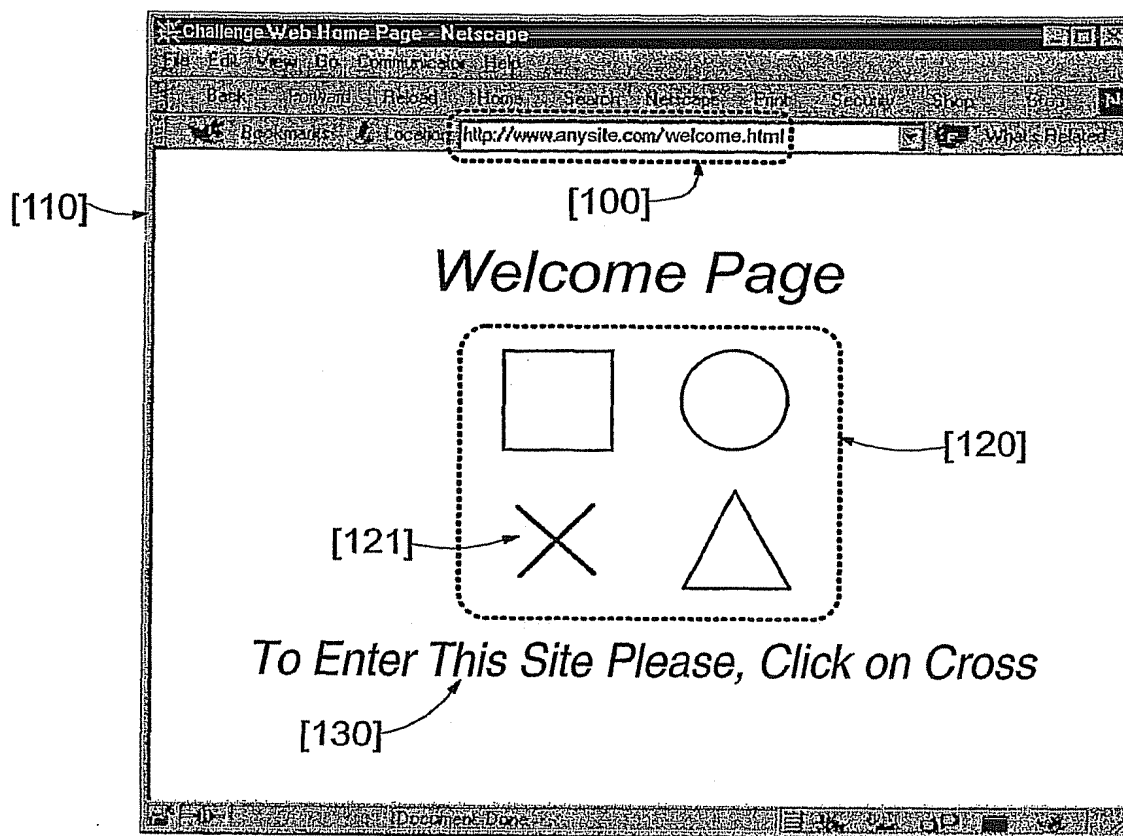 Challenge Web Home Page - Netscape
File Edit View Go Communicator Help
Back Forward Reload Home Search Netscape Print Security Shop Stop N
Bookmarks Location http://www.anysite.com/welcome.html What's Related
[110]
[100]
Welcome Page
[120]
[121]
To Enter This Site Please, Click on Cross
[130]
Document Done